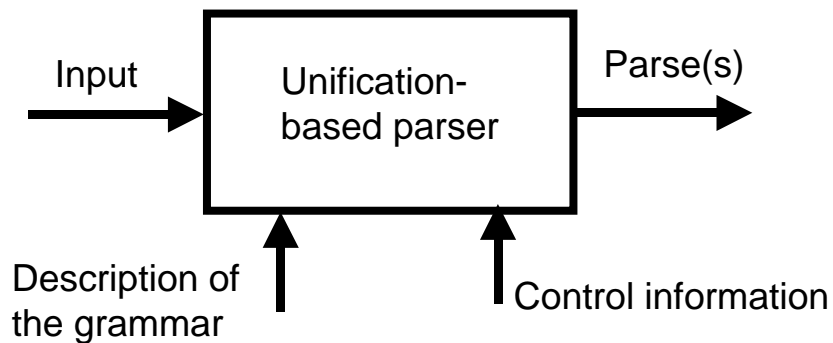 Input
Unification-
based parser
Parse(s)
Description of
the grammar
Control information